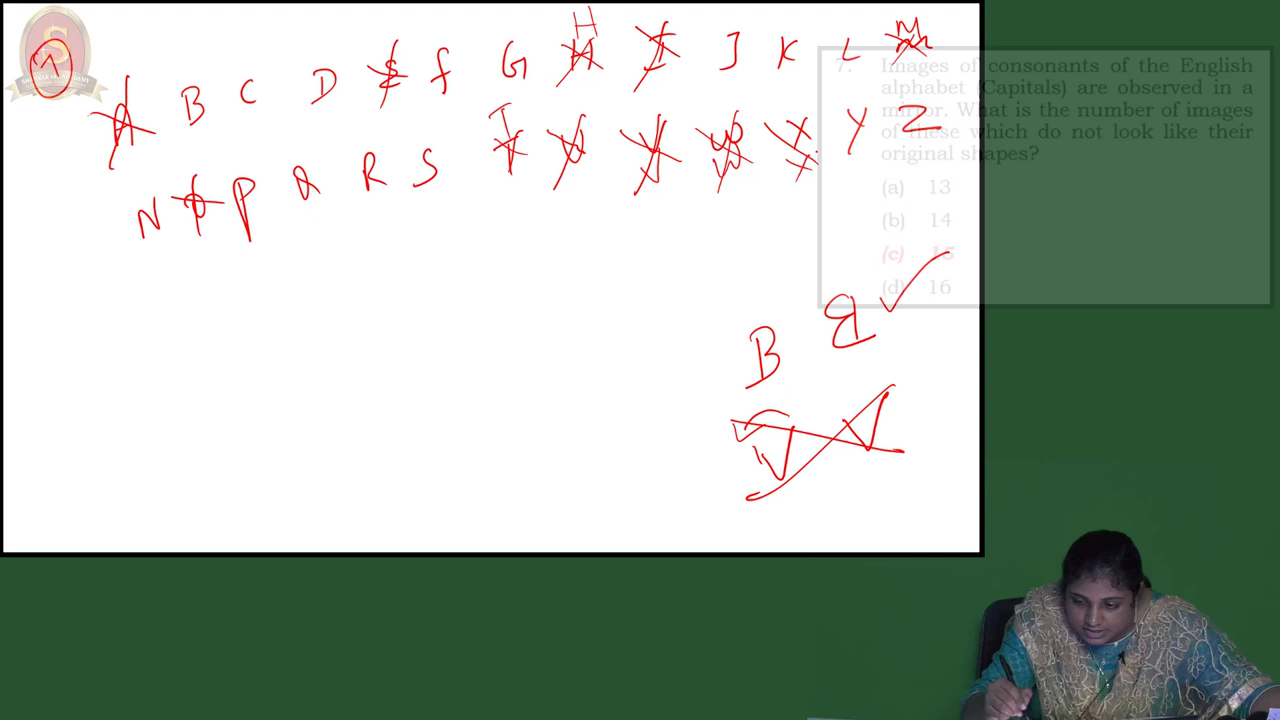 7
H
A B C D E F G H I J K L M
T
N O P Q R S T U V W X Y Z
W X
7. Images of consonants of the English
alphabet (Capitals) are observed in a
mirror. What is the number of images
of these which do not look like their
original shapes?
(a) 13
(b) 14
(c) 15
(d) 16
B
V V